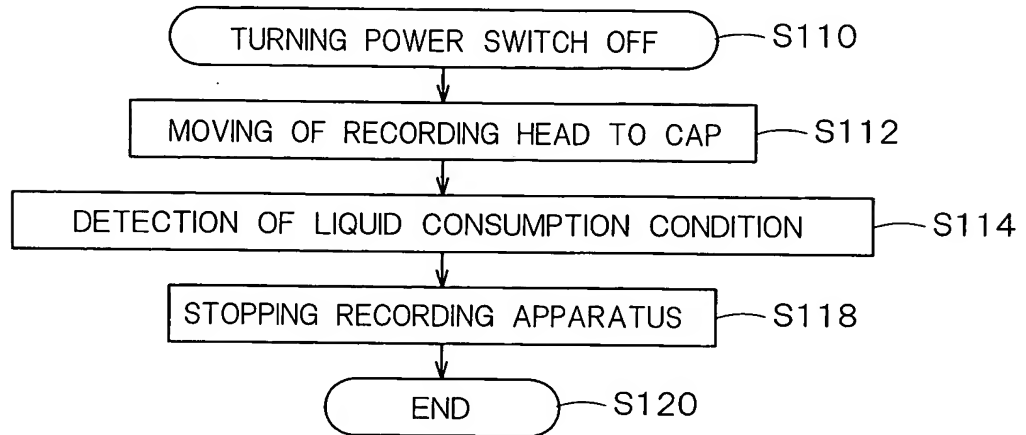 TURNING POWER SWITCH OFF S110
MOVING OF RECORDING HEAD TO CAP S112
DETECTION OF LIQUID CONSUMPTION CONDITION S114
STOPPING RECORDING APPARATUS S118
END S120